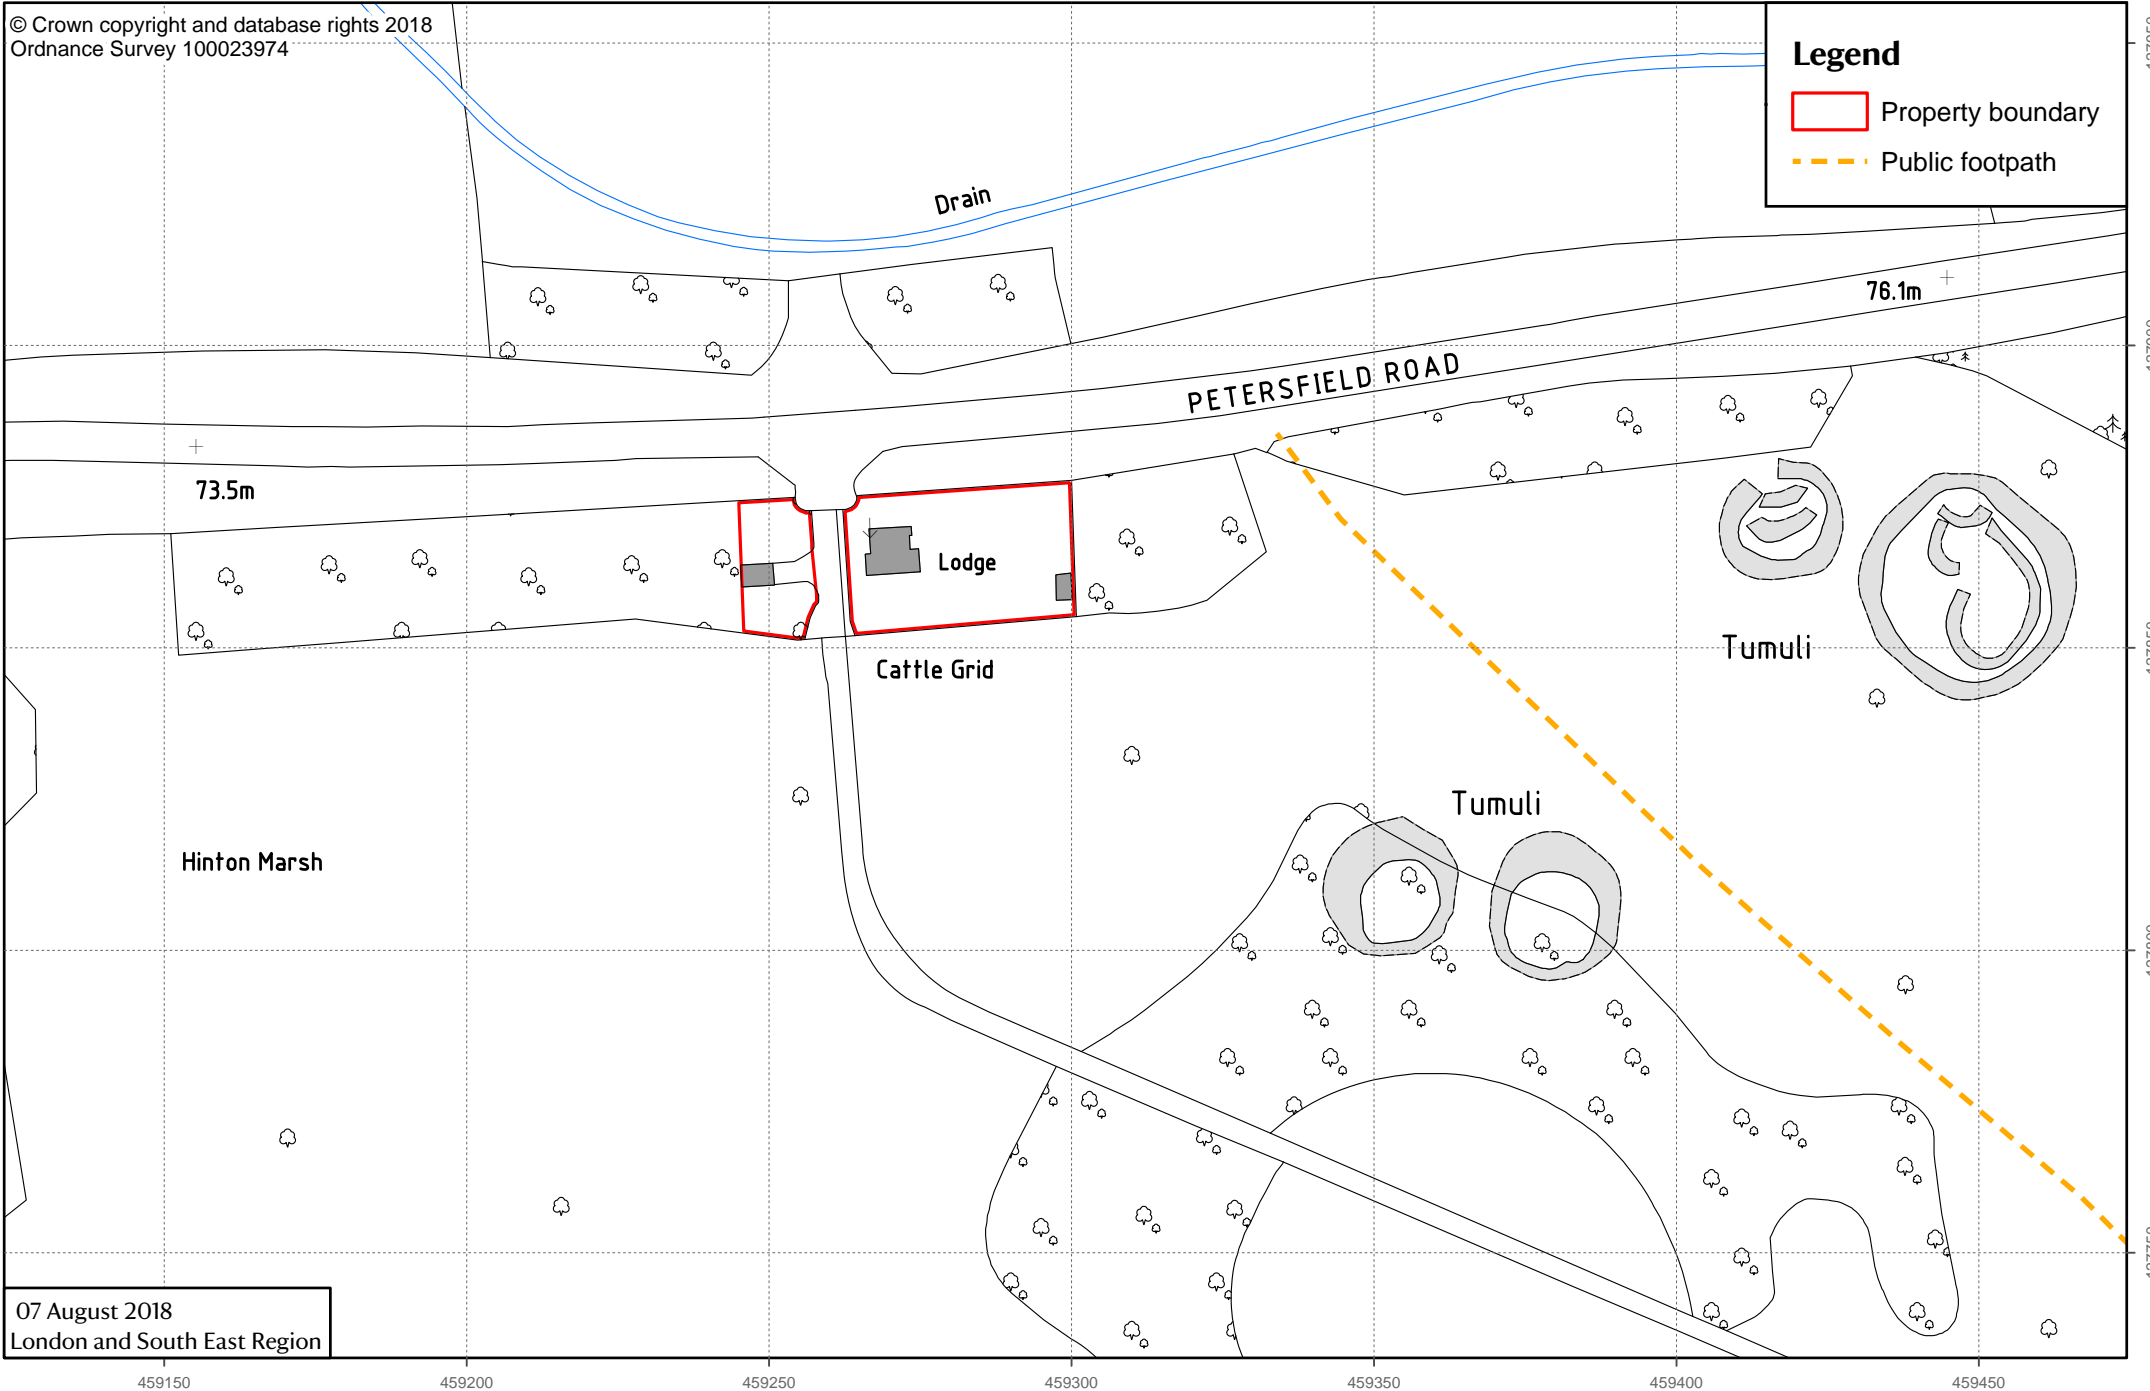 © Crown copyright and database rights 2018
Ordnance Survey 100023974
Legend
Property boundary
Public footpath
Drain
76.1m
PETERSFIELD ROAD
73.5m
Lodge
Tumuli
Cattle Grid
Tumuli
Hinton Marsh
07 August 2018
London and South East Region
459150 459200 459250 459300 459350 459400 459450